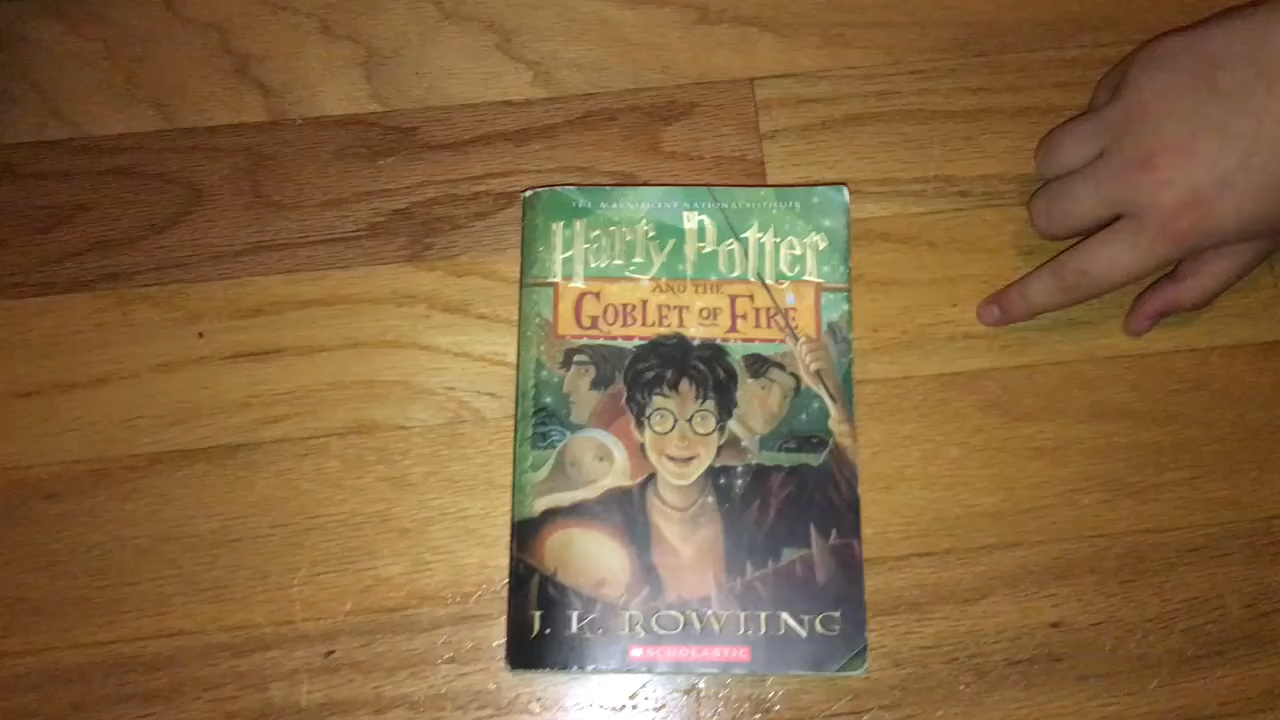 THE MAGNIFICENT NATIONAL BESTSELLER
Harry Potter
AND THE
GOBLET OF FIRE
J. K. ROWLING
SCHOLASTIC